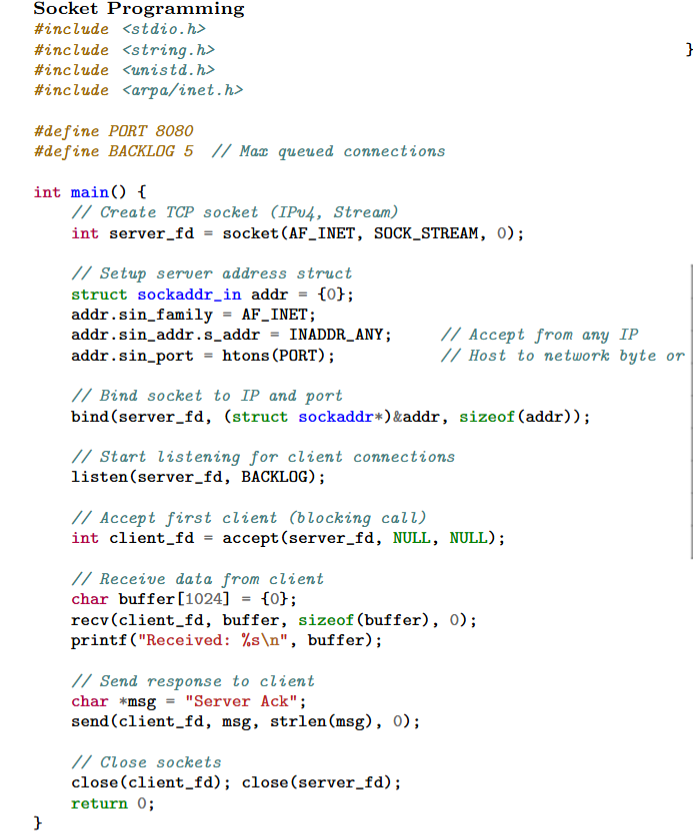 Socket Programming
#include <stdio.h>
#include <string.h>
}
#include <unistd.h>
#include <arpa/inet.h>
#define PORT 8080
#define BACKLOG 5  // Max queued connections
int main() {
    // Create TCP socket (IPv4, Stream)
    int server_fd = socket(AF_INET, SOCK_STREAM, 0);
    // Setup server address struct
    struct sockaddr_in addr = {0};
    addr.sin_family = AF_INET;
    addr.sin_addr.s_addr = INADDR_ANY;     // Accept from any IP
    addr.sin_port = htons(PORT);           // Host to network byte or
    // Bind socket to IP and port
    bind(server_fd, (struct sockaddr*)&addr, sizeof(addr));
    // Start listening for client connections
    listen(server_fd, BACKLOG);
    // Accept first client (blocking call)
    int client_fd = accept(server_fd, NULL, NULL);
    // Receive data from client
    char buffer[1024] = {0};
    recv(client_fd, buffer, sizeof(buffer), 0);
    printf("Received: %s\n", buffer);
    // Send response to client
    char *msg = "Server Ack";
    send(client_fd, msg, strlen(msg), 0);
    // Close sockets
    close(client_fd); close(server_fd);
    return 0;
}